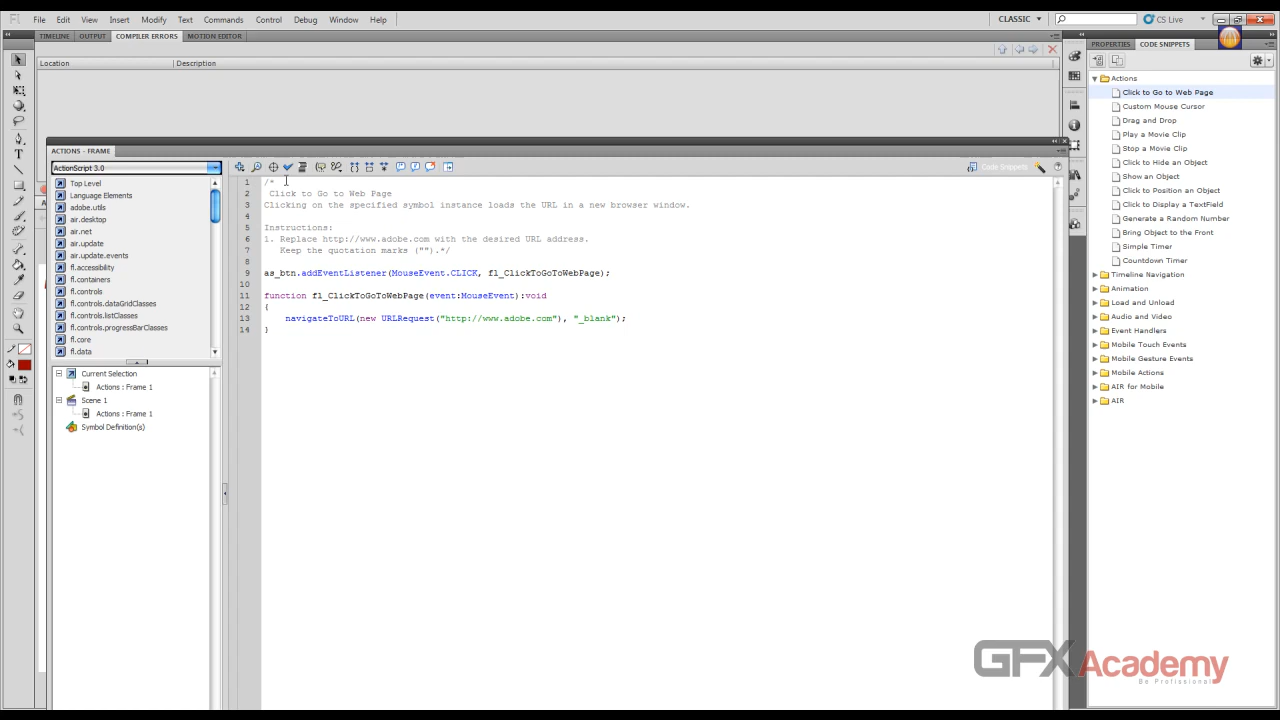 Fl File Edit View Insert Modify Text Commands Control Debug Window Help CLASSIC CS Live
TIMELINE OUTPUT COMPILER ERRORS MOTION EDITOR
Location Description
ACTIONS - FRAME
ActionScript 3.0
Top Level
Language Elements
adobe.utils
air.desktop
air.net
air.update
air.update.events
fl.accessibility
fl.containers
fl.controls
fl.controls.dataGridClasses
fl.controls.listClasses
fl.controls.progressBarClasses
fl.core
fl.data
Current Selection
Actions : Frame 1
Scene 1
Actions : Frame 1
Symbol Definition(s)
Code Snippets
1 /*
2 Click to Go to Web Page
3 Clicking on the specified symbol instance loads the URL in a new browser window.
4
5 Instructions:
6 1. Replace http://www.adobe.com with the desired URL address.
7 Keep the quotation marks ("").*/
8
9 as_btn.addEventListener(MouseEvent.CLICK, fl_ClickToGoToWebPage);
10
11 function fl_ClickToGoToWebPage(event:MouseEvent):void
12 {
13 navigateToURL(new URLRequest("http://www.adobe.com"), "_blank");
14 }
PROPERTIES CODE SNIPPETS
Actions
Click to Go to Web Page
Custom Mouse Cursor
Drag and Drop
Play a Movie Clip
Stop a Movie Clip
Click to Hide an Object
Show an Object
Click to Position an Object
Click to Display a TextField
Generate a Random Number
Bring Object to the Front
Simple Timer
Countdown Timer
Timeline Navigation
Animation
Load and Unload
Audio and Video
Event Handlers
Mobile Touch Events
Mobile Gesture Events
Mobile Actions
AIR for Mobile
AIR
GFXAcademy
Be Profissional